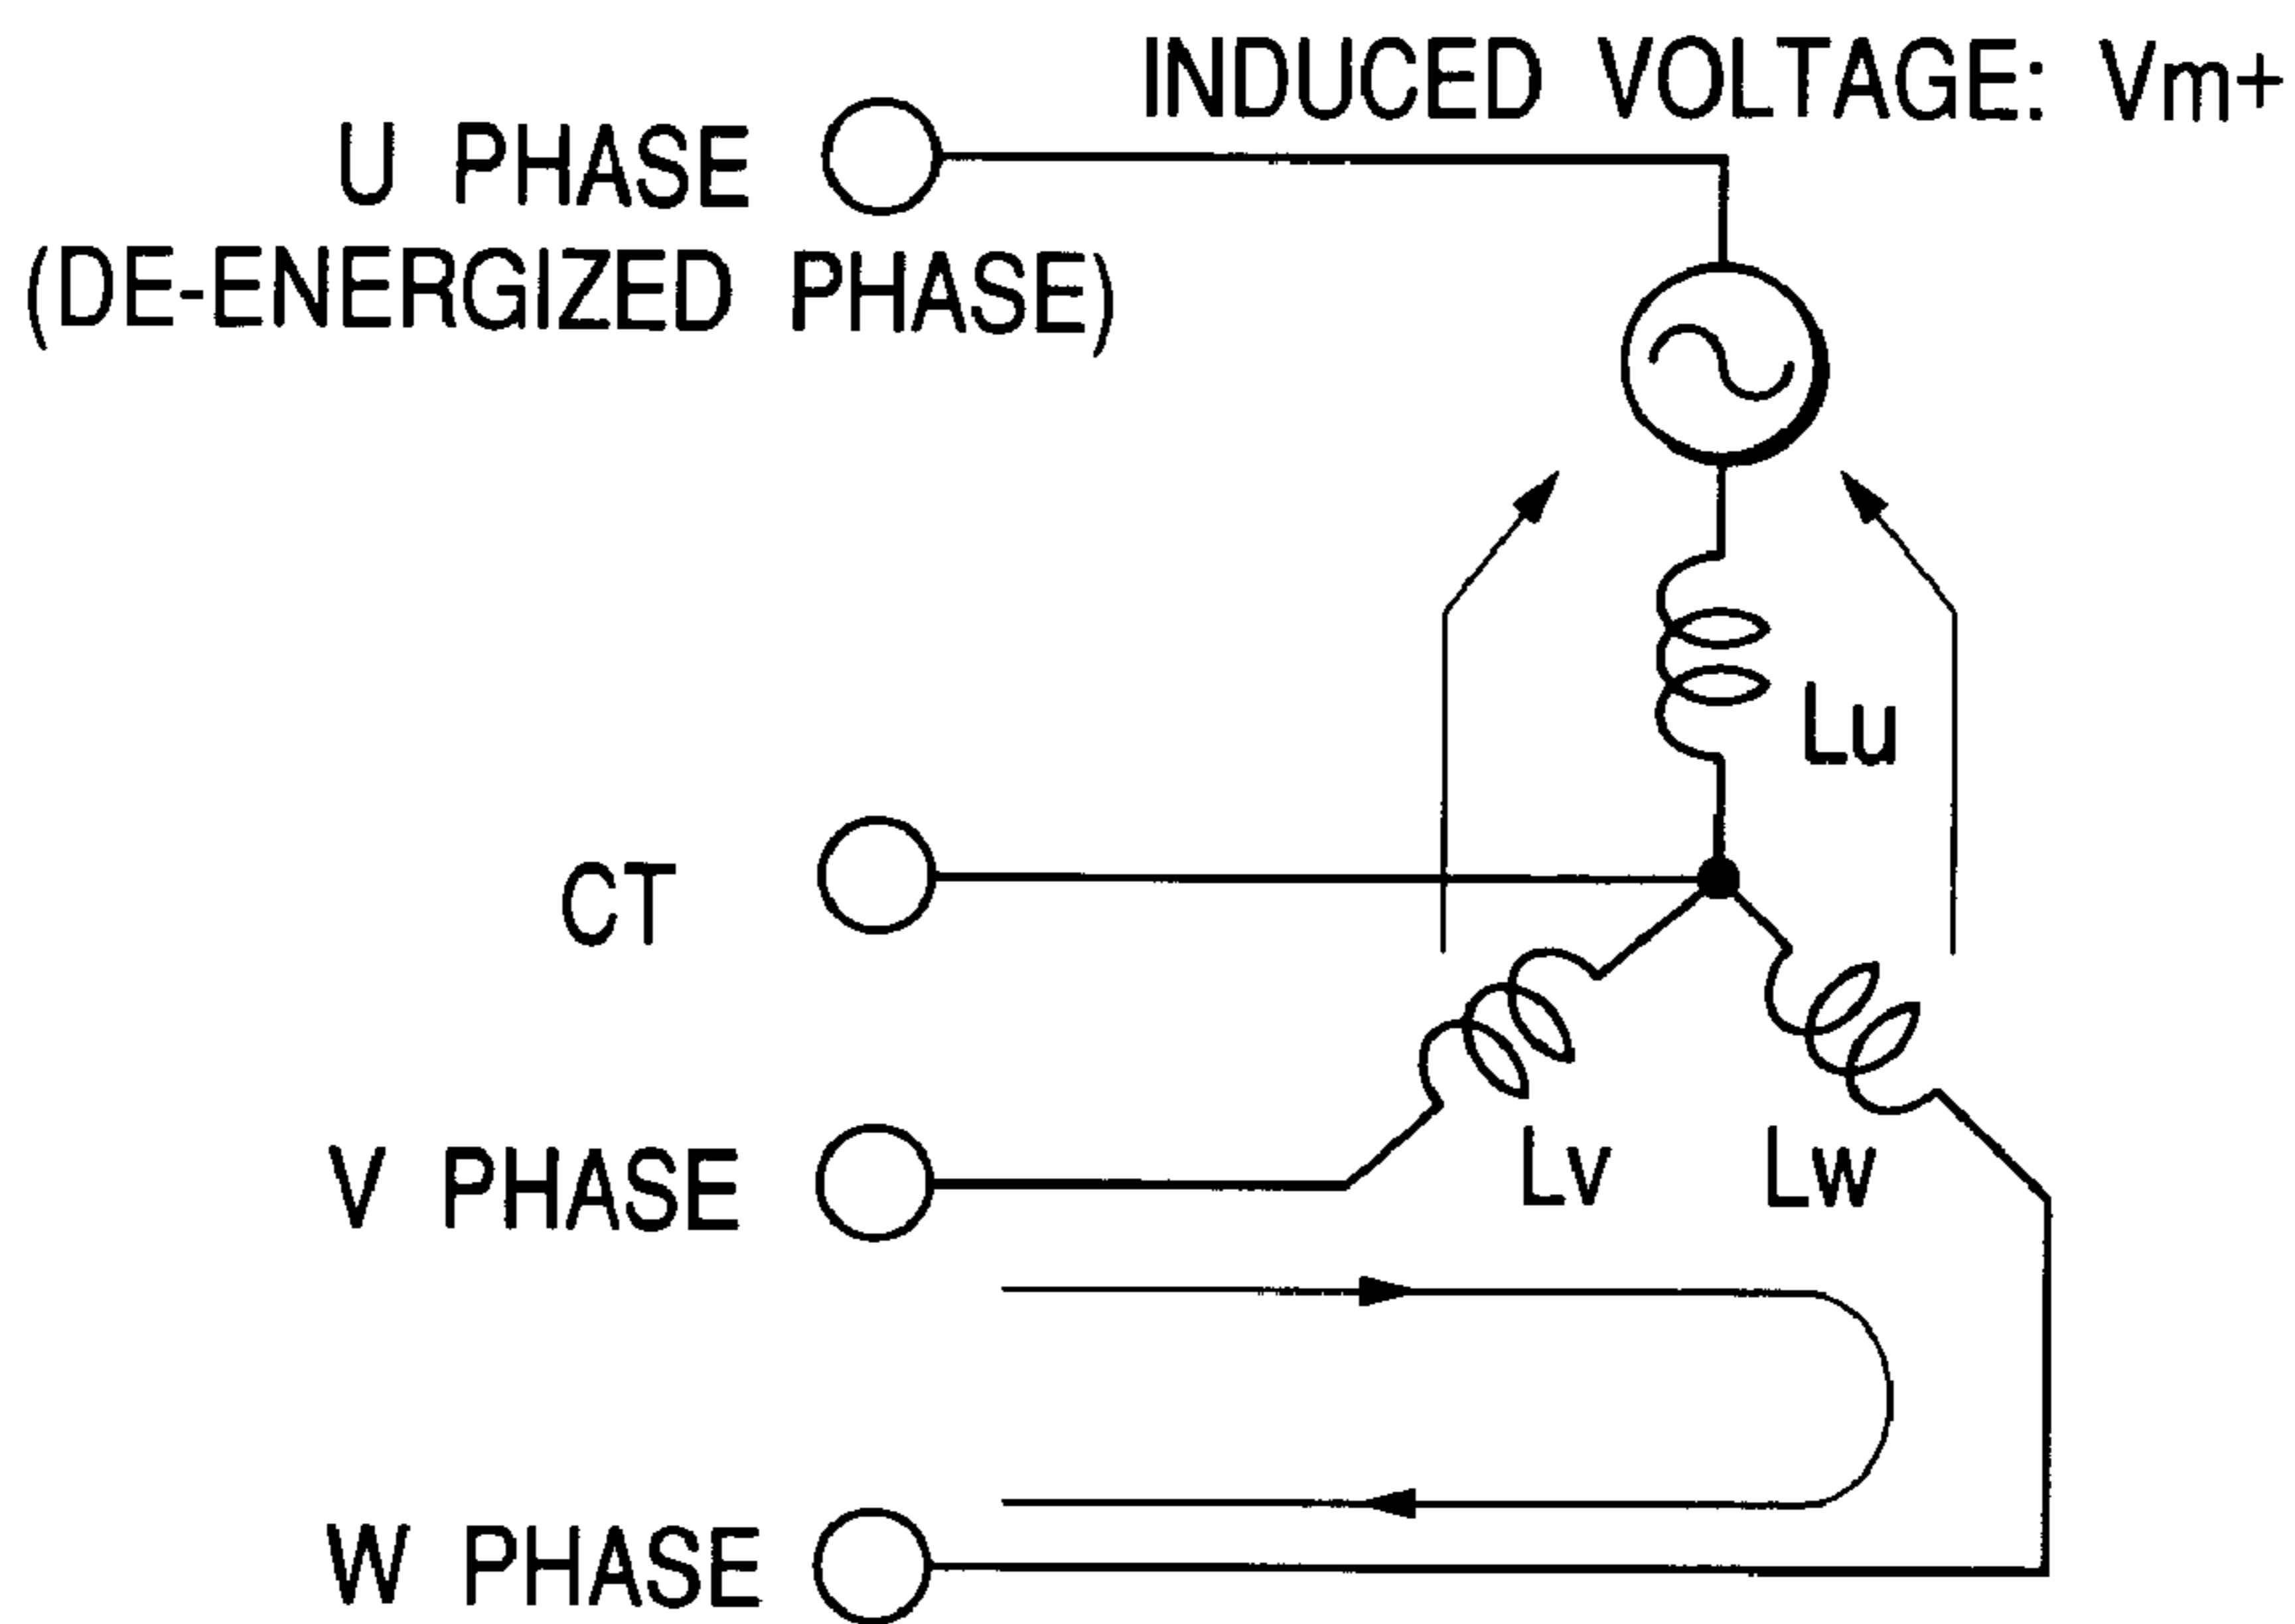 INDUCED VOLTAGE: Vm+
U PHASE
(DE-ENERGIZED PHASE)
Lu
CT
V PHASE
Lv
Lw
W PHASE